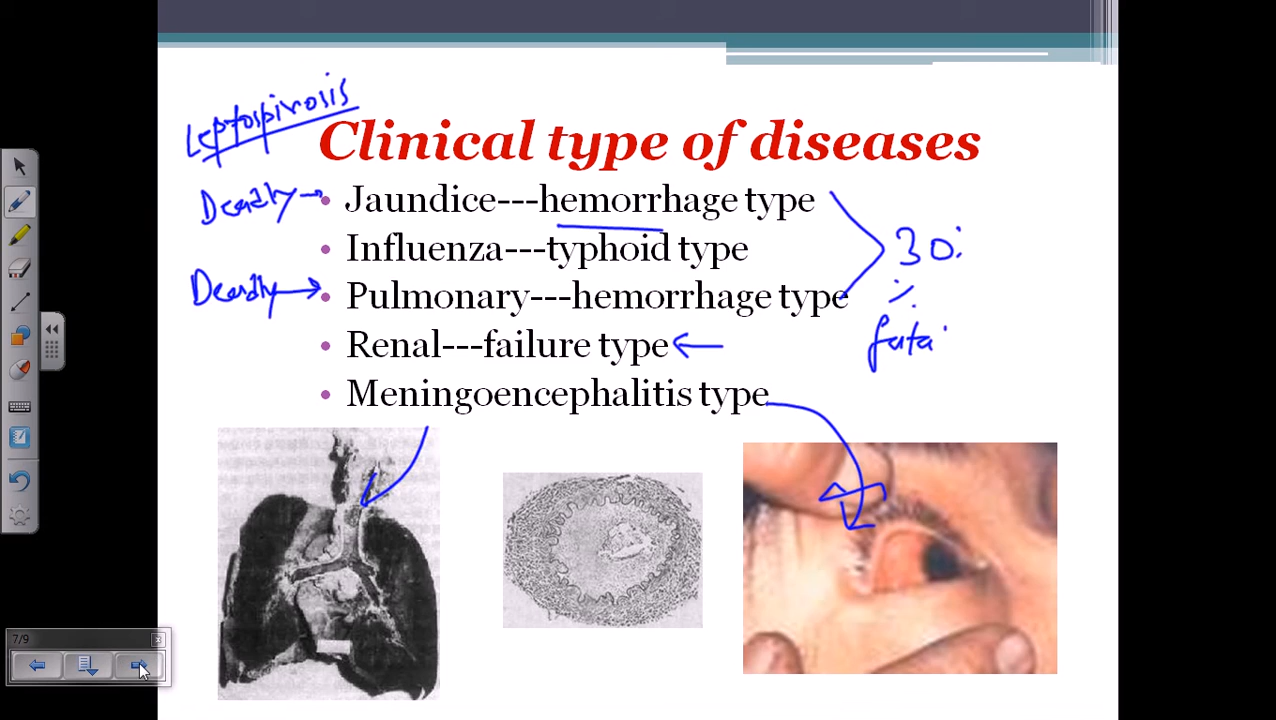 Leptospirosis
Clinical type of diseases
Deadly
• Jaundice---hemorrhage type
• Influenza---typhoid type
30%
Deadly
• Pulmonary---hemorrhage type
fata
• Renal---failure type
• Meningoencephalitis type
7/9